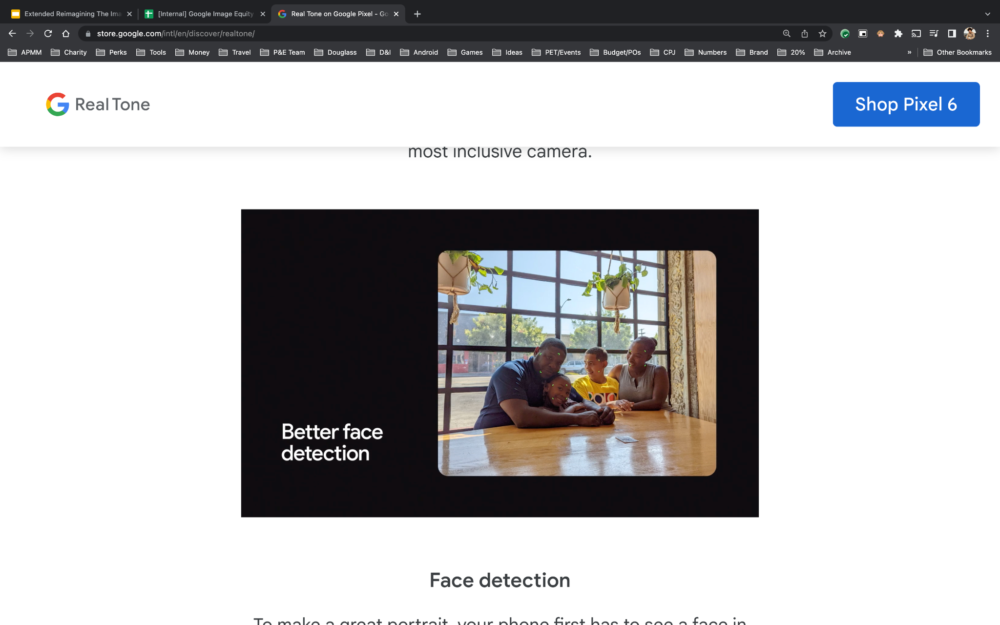 Extended Reimagining The Ima
[Internal] Google Image Equity
Real Tone on Google Pixel - Go
store.google.com/intl/en/discover/realtone/
APMM
Charity
Perks
Tools
Money
Travel
P&E Team
Douglass
D&I
Android
Games
Ideas
PET/Events
Budget/POs
CPJ
Numbers
Brand
20%
Archive
»
Other Bookmarks
Real Tone
Shop Pixel 6
most inclusive camera.
Better face
detection
Face detection
To make a great portrait, your phone first has to see a face in